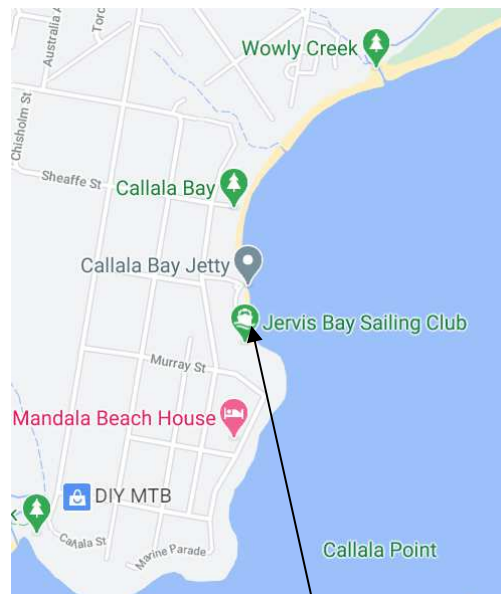 Australia A
Toro
Wowly Creek
Chisholm St
Sheaffe St
Callala Bay
Callala Bay Jetty
Jervis Bay Sailing Club
Murray St
Mandala Beach House
DIY MTB
Callala St
Marine Parade
Callala Point